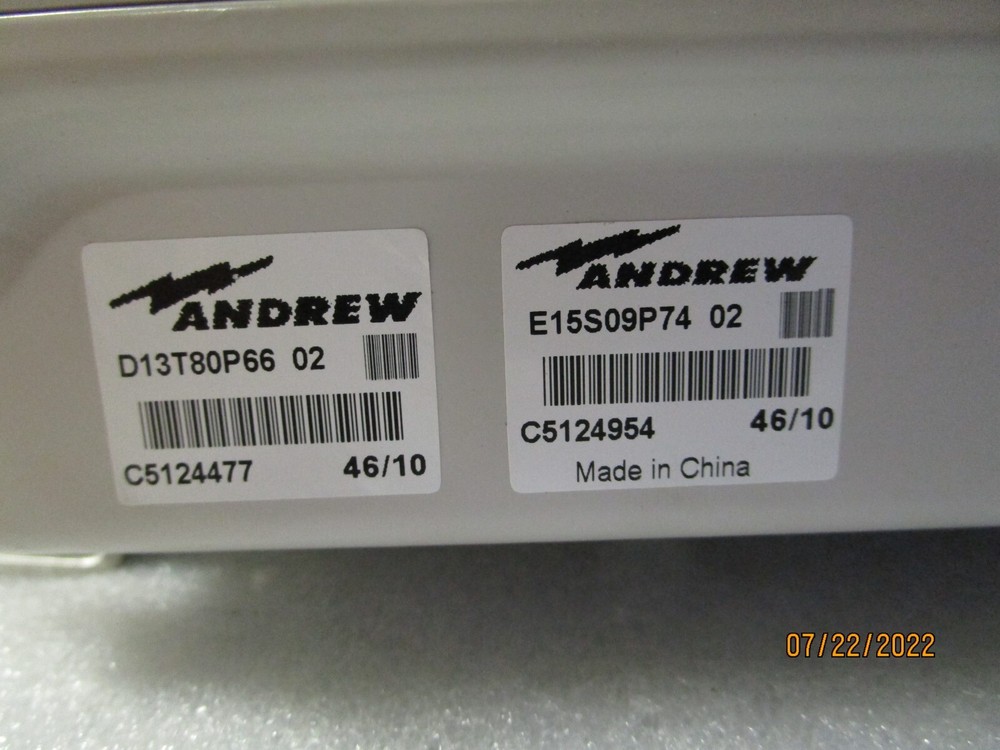 ANDREW
D13T80P66 02
C5124477 46/10
ANDREW
E15S09P74 02
C5124954 46/10
Made in China
07/22/2022